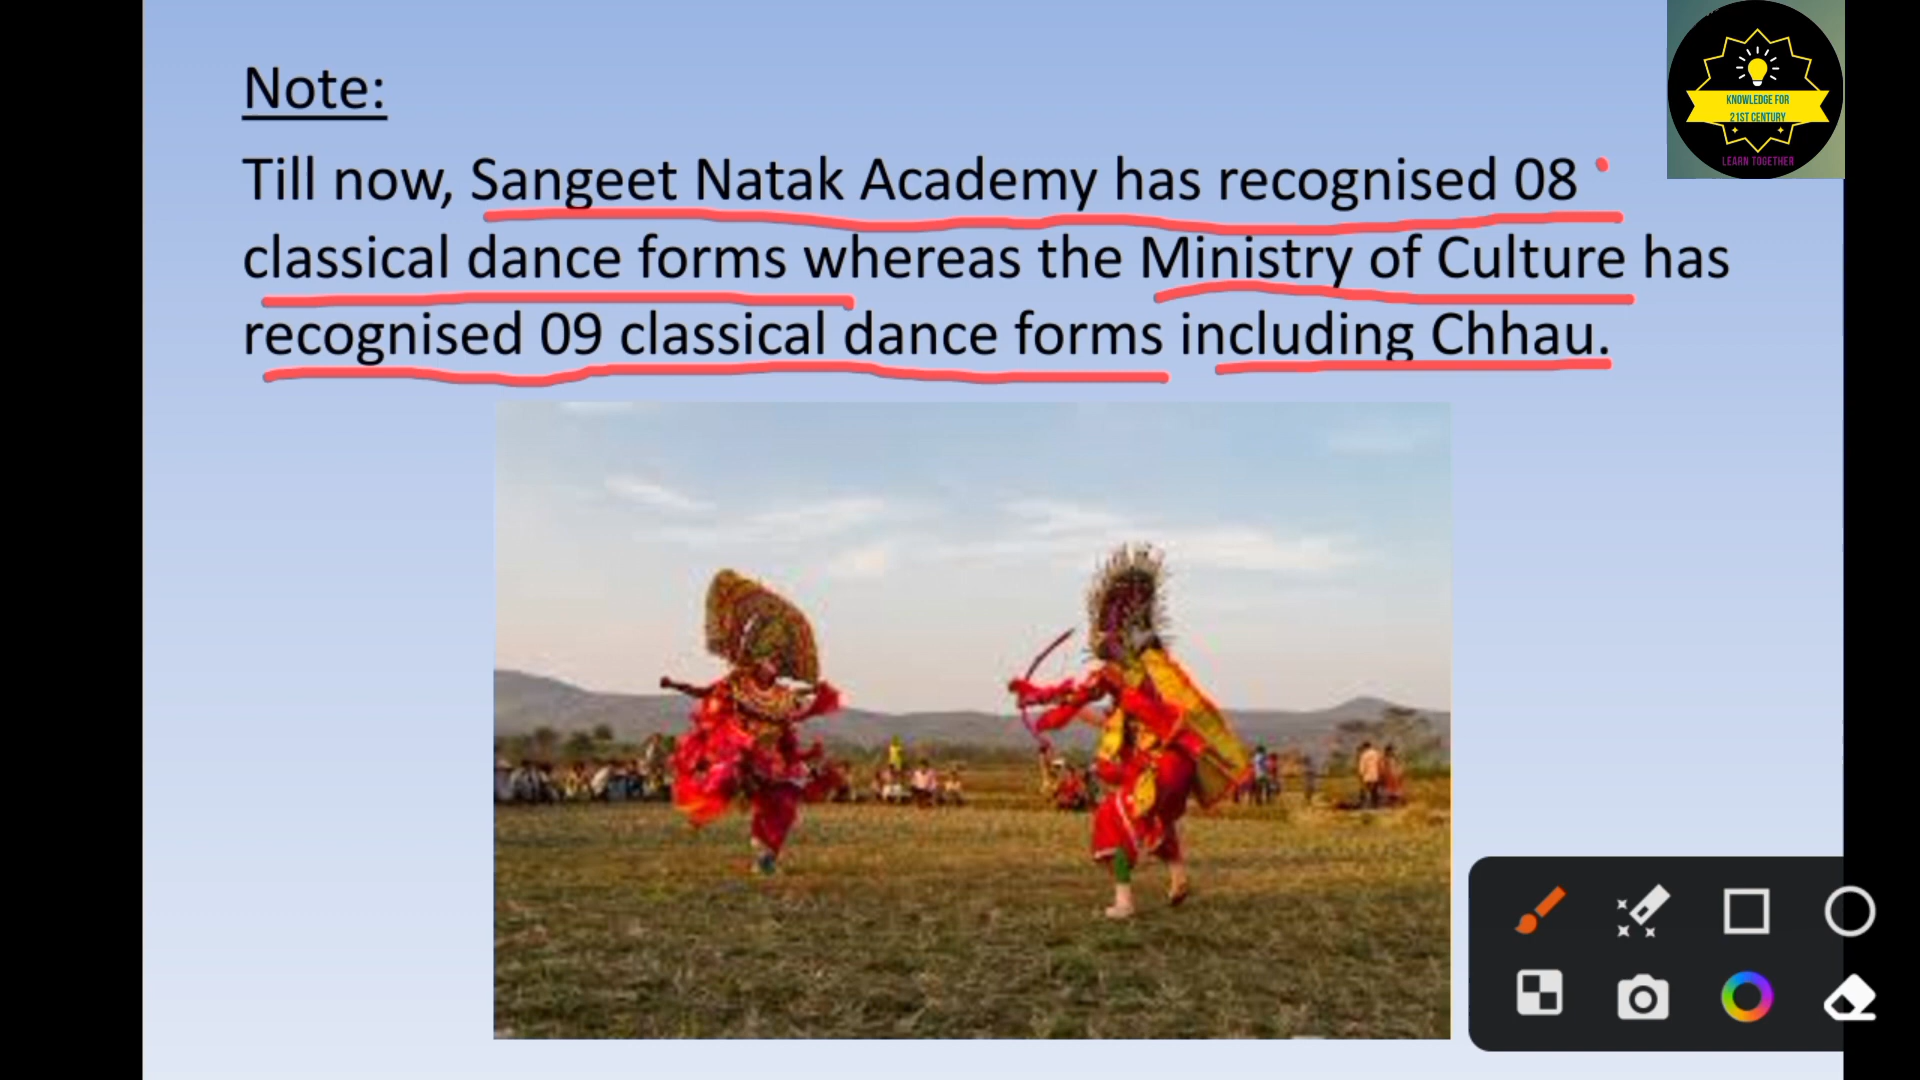 Note:
Till now, Sangeet Natak Academy has recognised 08
classical dance forms whereas the Ministry of Culture has
recognised 09 classical dance forms including Chhau.
KNOWLEDGE FOR
21ST CENTURY
LEARN TOGETHER